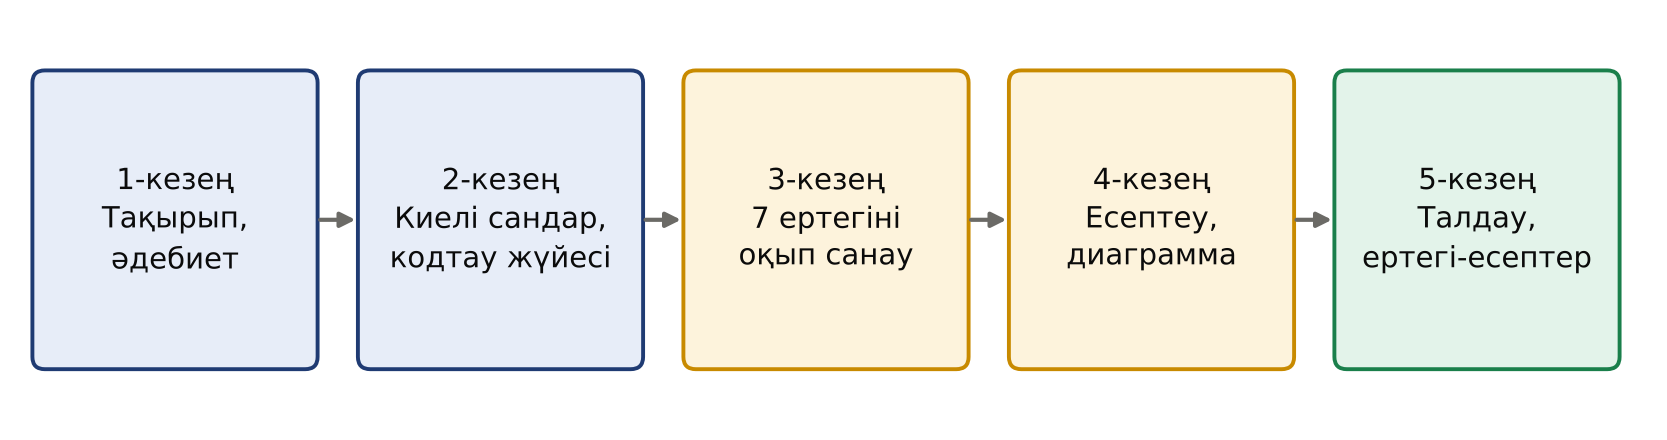 1-кезең
Тақырып,
әдебиет
2-кезең
Киелі сандар,
кодтау жүйесі
3-кезең
7 ертегіні
оқып санау
4-кезең
Есептеу,
диаграмма
5-кезең
Талдау,
ертегі-есептер